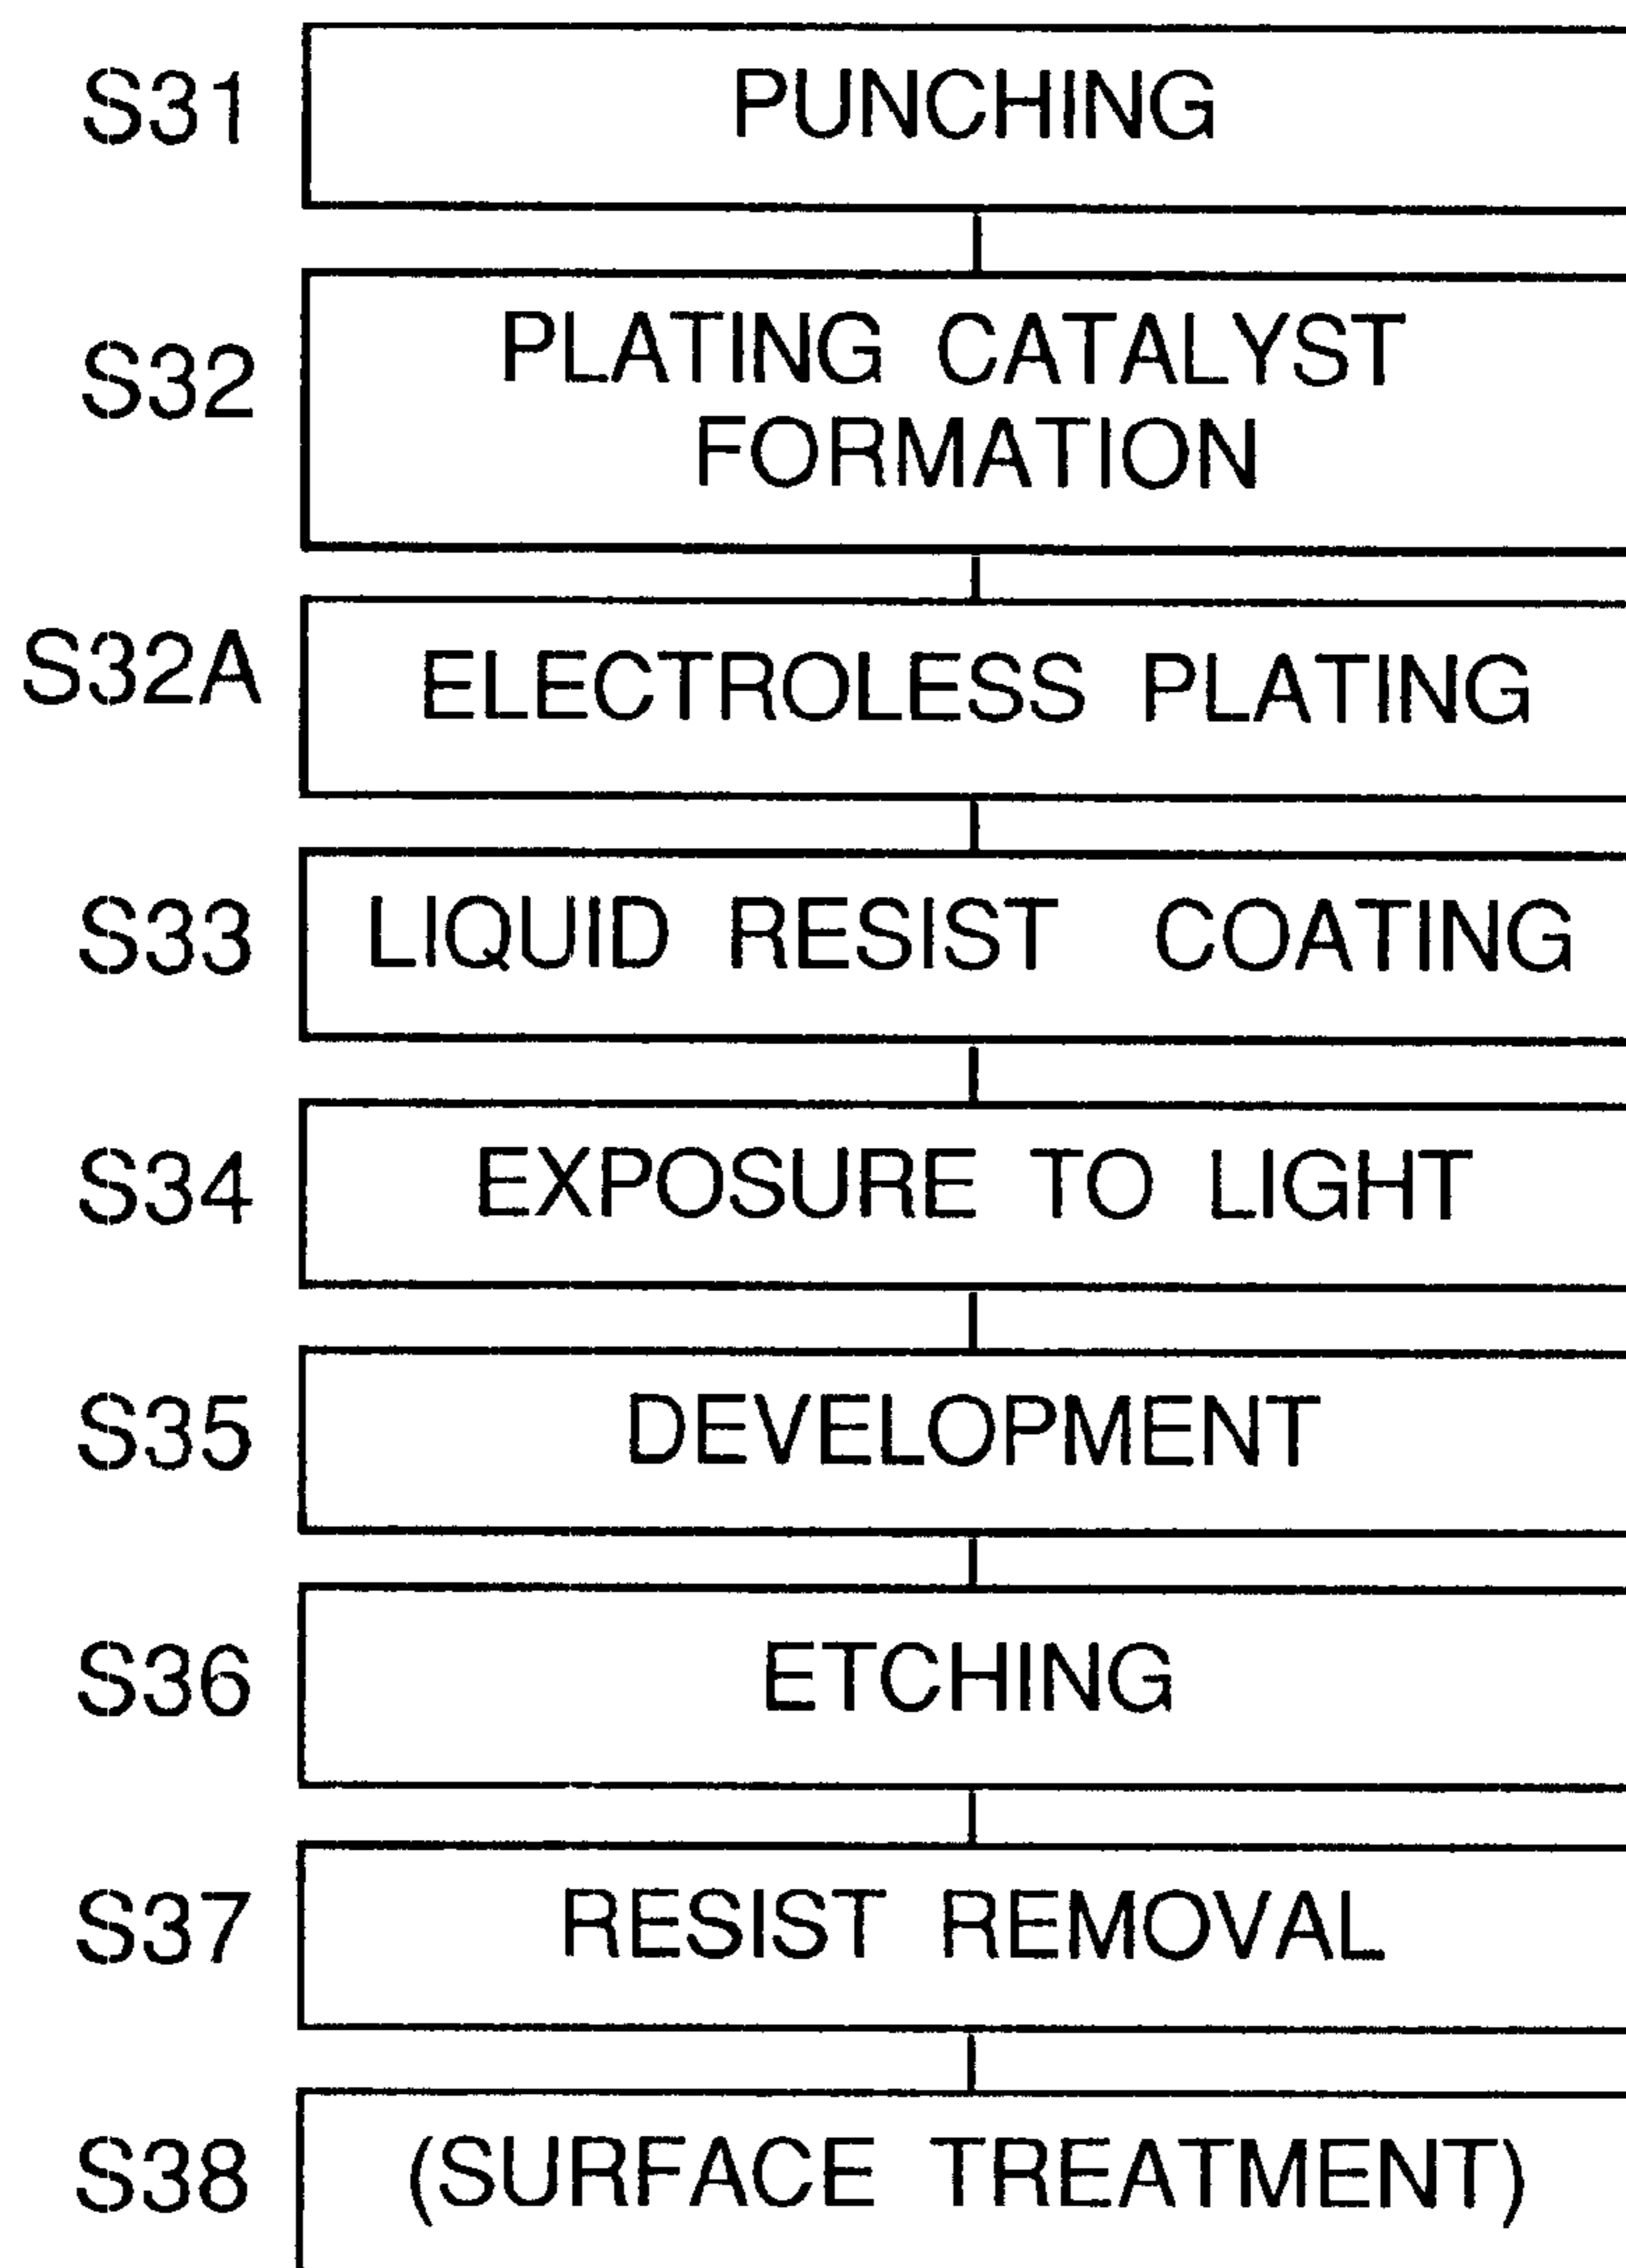 S31 PUNCHING
S32 PLATING CATALYST
FORMATION
S32A ELECTROLESS PLATING
S33 LIQUID RESIST COATING
S34 EXPOSURE TO LIGHT
S35 DEVELOPMENT
S36 ETCHING
S37 RESIST REMOVAL
S38 (SURFACE TREATMENT)